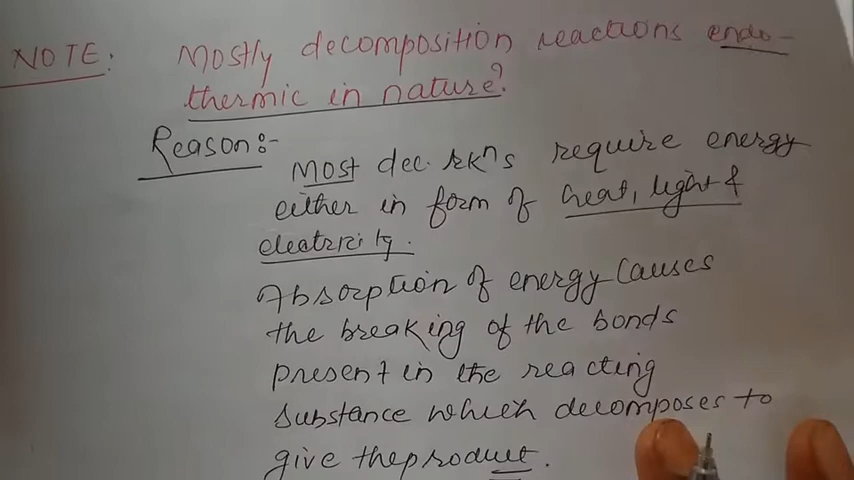 NOTE: Mostly decomposition reactions endo-
thermic in nature?
Reason:-
Most dec. rxns require energy
either in form of heat, light &
electricity.
Absorption of energy causes
the breaking of the bonds
present in the reacting
substance which decomposes to
give the product.